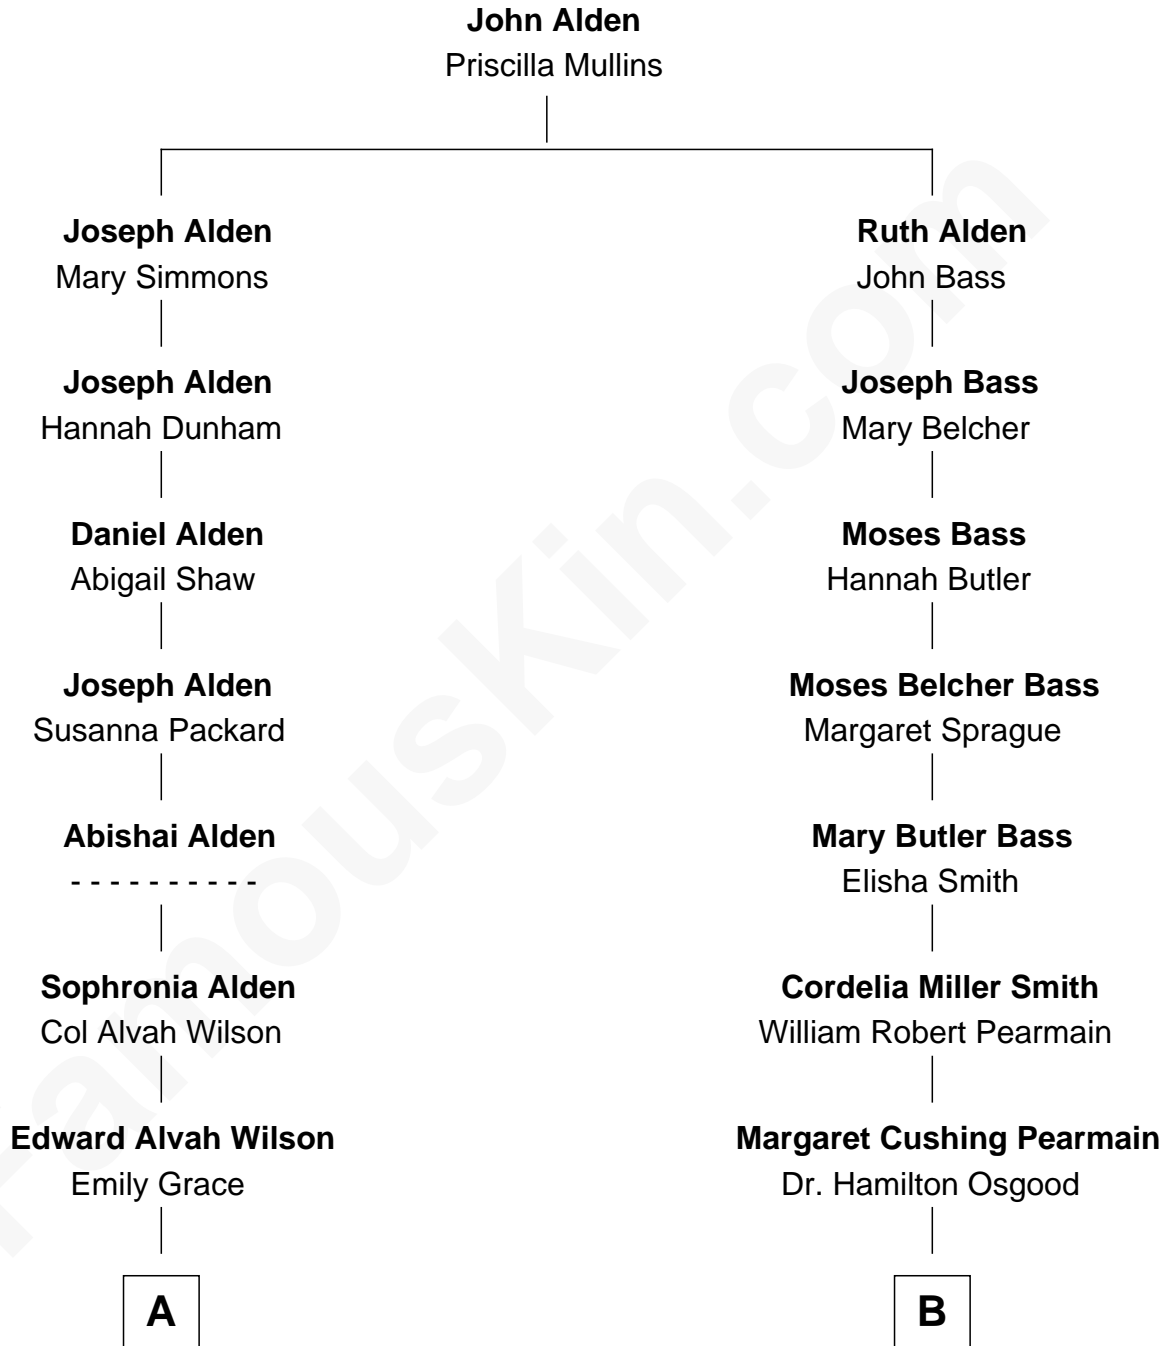 John Alden
Priscilla Mullins
Joseph Alden
Mary Simmons
Ruth Alden
John Bass
Joseph Alden
Hannah Dunham
Joseph Bass
Mary Belcher
Daniel Alden
Abigail Shaw
Moses Bass
Hannah Butler
Joseph Alden
Susanna Packard
Moses Belcher Bass
Margaret Sprague
Abishai Alden
- - - - - - - - - -
Mary Butler Bass
Elisha Smith
Sophronia Alden
Col Alvah Wilson
Cordelia Miller Smith
William Robert Pearmain
Edward Alvah Wilson
Emily Grace
Margaret Cushing Pearmain
Dr. Hamilton Osgood
A
B
FamousKin.com